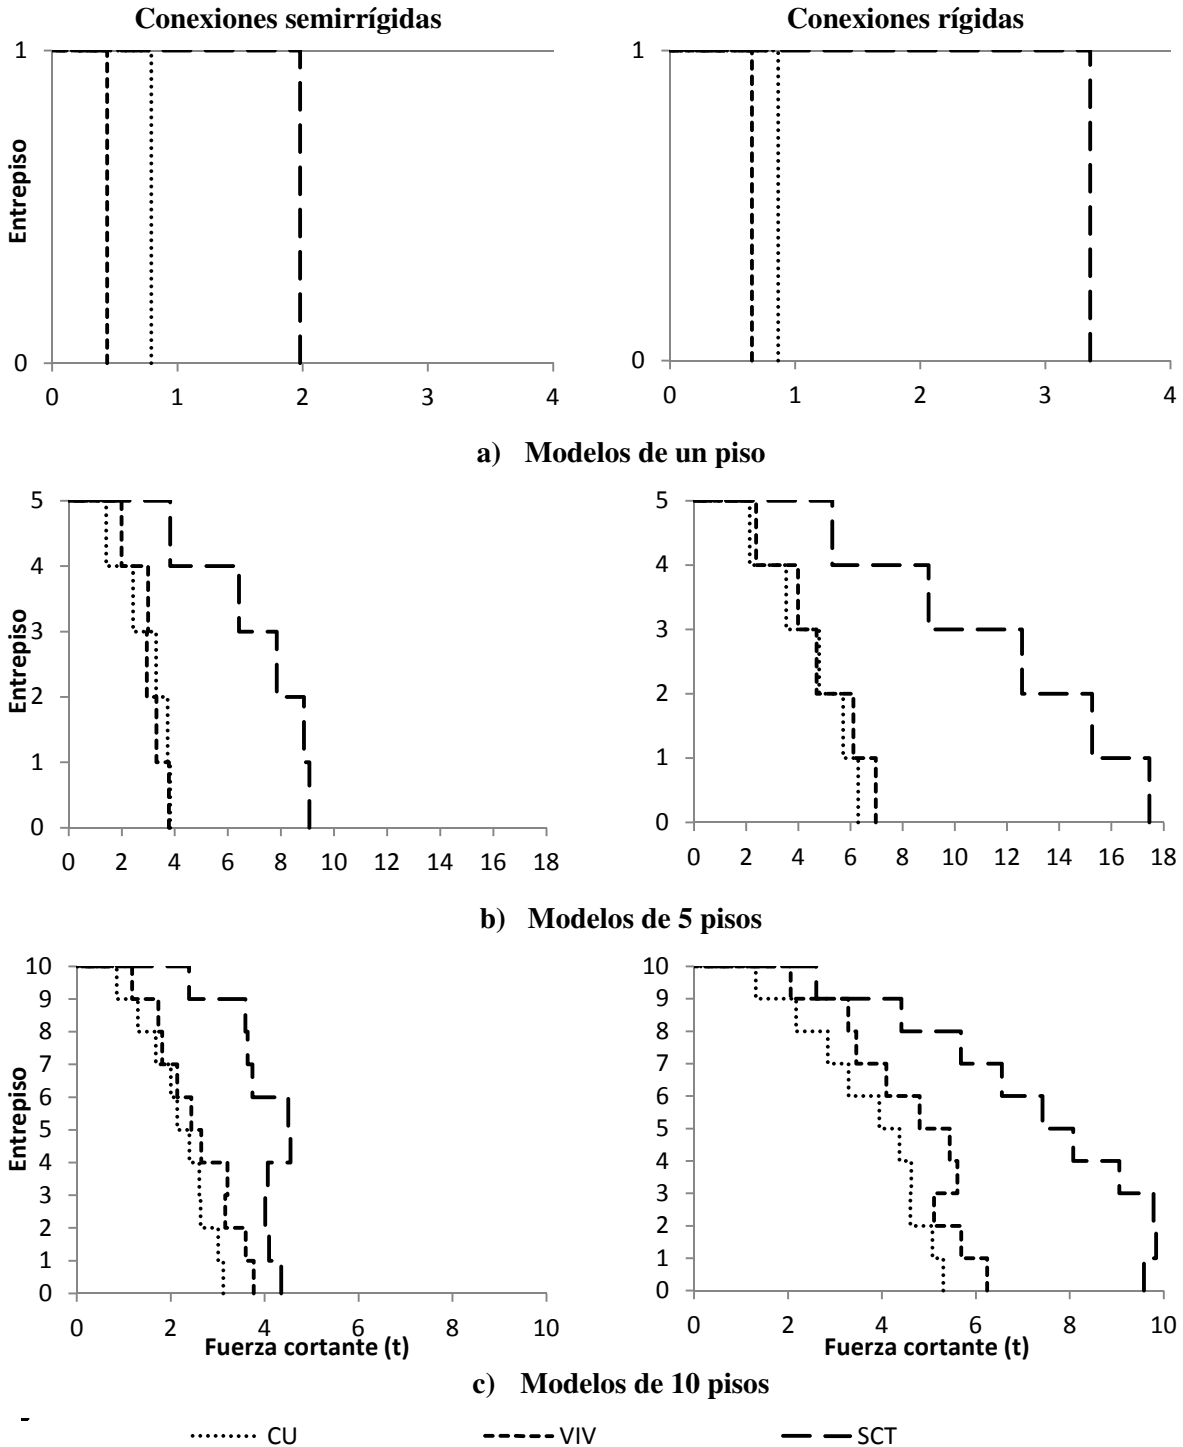 Conexiones semirrígidas
Conexiones rígidas
1
0
Entrepiso
0 1 2 3 4
1
0
0 1 2 3 4
a) Modelos de un piso
5
4
3
2
1
0
Entrepiso
0 2 4 6 8 10 12 14 16 18
5
4
3
2
1
0
0 2 4 6 8 10 12 14 16 18
b) Modelos de 5 pisos
10
9
8
7
6
5
4
3
2
1
0
Entrepiso
0 2 4 6 8 10
Fuerza cortante (t)
10
9
8
7
6
5
4
3
2
1
0
0 2 4 6 8 10
Fuerza cortante (t)
c) Modelos de 10 pisos
CU VIV SCT